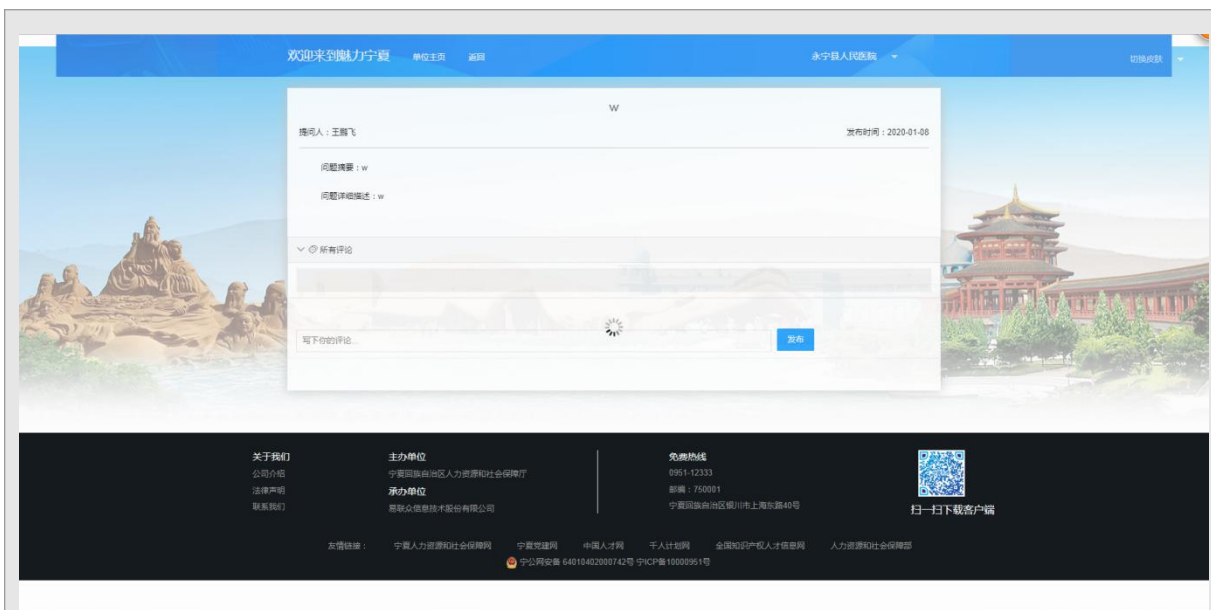 欢迎来到魅力宁夏 单位主页 返回 永宁县人民医院 切换皮肤
w
提问人：王鹏飞 发布时间：2020-01-08
问题摘要：w
问题详细描述：w
所有评论
写下你的评论... 发布
关于我们 主办单位 免费热线
公司介绍 宁夏回族自治区人力资源和社会保障厅 0951-12333
法律声明 承办单位 邮编：750001
联系我们 易联众信息技术股份有限公司 宁夏回族自治区银川市上海东路40号
扫一扫下载客户端
友情链接： 宁夏人力资源和社会保障网 宁夏党建网 中国人才网 千人计划网 全国知识产权人才信息网 人力资源和社会保障部
宁公网安备 64010402000742号 宁ICP备10000951号